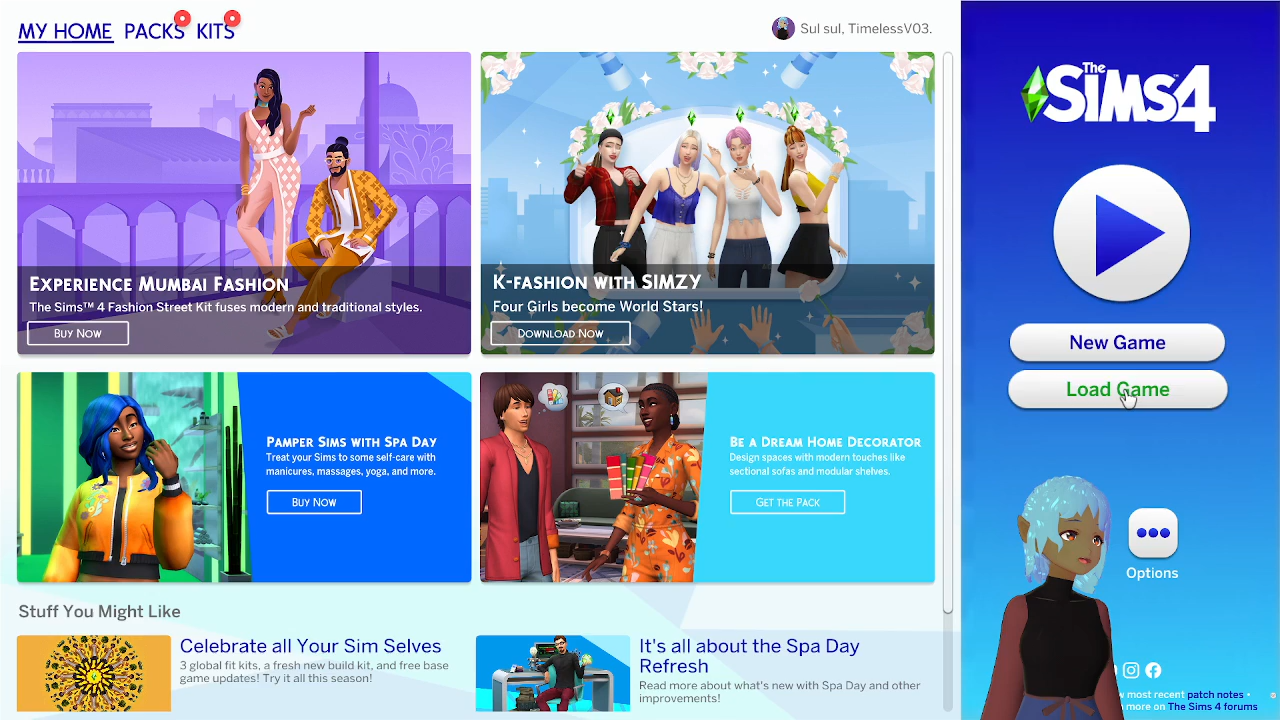 MY HOME PACKS KITS
Sul sul, TimelessV03.
EXPERIENCE MUMBAI FASHION
The Sims™ 4 Fashion Street Kit fuses modern and traditional styles.
BUY NOW
K-FASHION WITH SIMZY
Four Girls become World Stars!
DOWNLOAD NOW
PAMPER SIMS WITH SPA DAY
Treat your Sims to some self-care with
manicures, massages, yoga, and more.
BUY NOW
BE A DREAM HOME DECORATOR
Design spaces with modern touches like
sectional sofas and modular shelves.
GET THE PACK
Stuff You Might Like
Celebrate all Your Sim Selves
3 global fit kits, a fresh new build kit, and free base
game updates! Try it all this season!
It's all about the Spa Day
Refresh
Read more about what's new with Spa Day and other
improvements!
The SIMS 4
New Game
Load Game
Options
most recent patch notes •
more on The Sims 4 forums